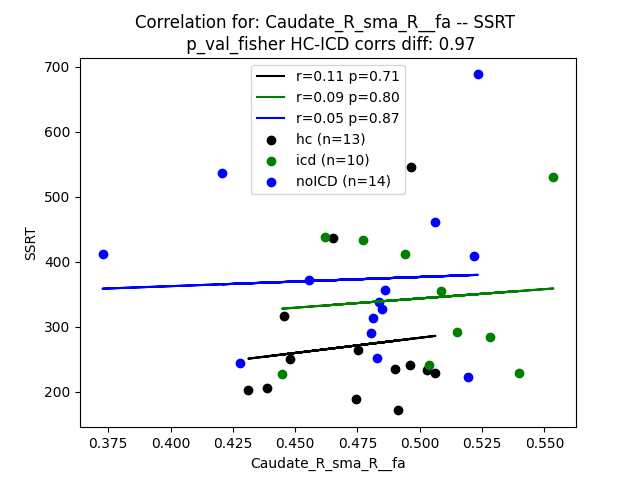 Correlation for: Caudate_R_sma_R__fa -- SSRT
p_val_fisher HC-ICD corrs diff: 0.97
r=0.11 p=0.71
r=0.09 p=0.80
r=0.05 p=0.87
hc (n=13)
icd (n=10)
noICD (n=14)
SSRT
700
600
500
400
300
200
0.375 0.400 0.425 0.450 0.475 0.500 0.525 0.550
Caudate_R_sma_R__fa